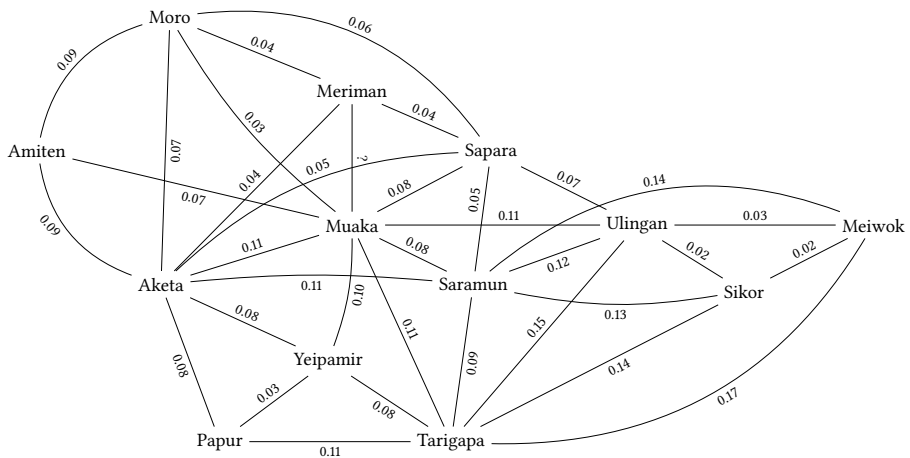 Moro
0.06
0.09
0.04
Meriman
0.04
0.03
Amiten
0.07
?
Sapara
0.04
0.05
0.08
0.07
0.14
0.07
0.05
0.09
0.11
Muaka
0.11
Ulingan
0.03
Meiwok
0.08
0.12
0.02
0.02
Aketa
0.11
0.10
Saramun
0.13
Sikor
0.08
0.11
0.15
0.08
Yeipamir
0.09
0.14
0.03
0.08
0.17
Papur
0.11
Tarigapa